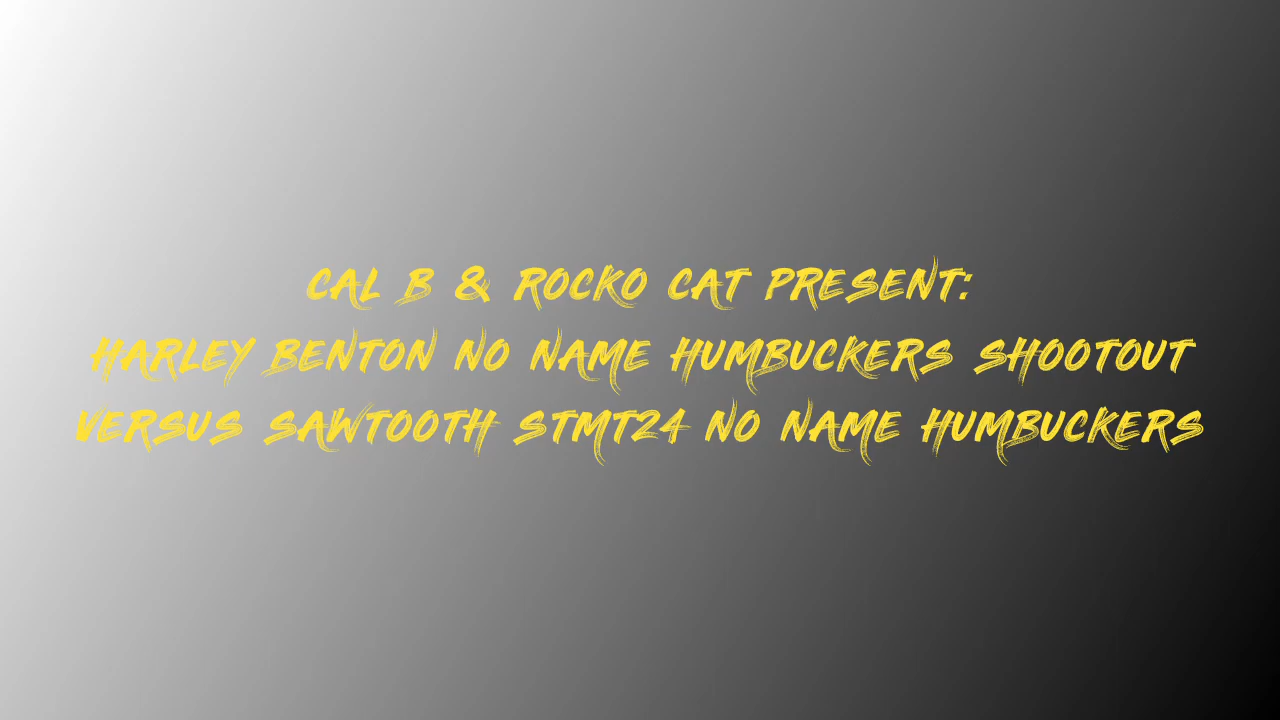 CAL B & ROCKO CAT PRESENT:
HARLEY BENTON NO NAME HUMBUCKERS SHOOTOUT
VERSUS SAWTOOTH STMT24 NO NAME HUMBUCKERS